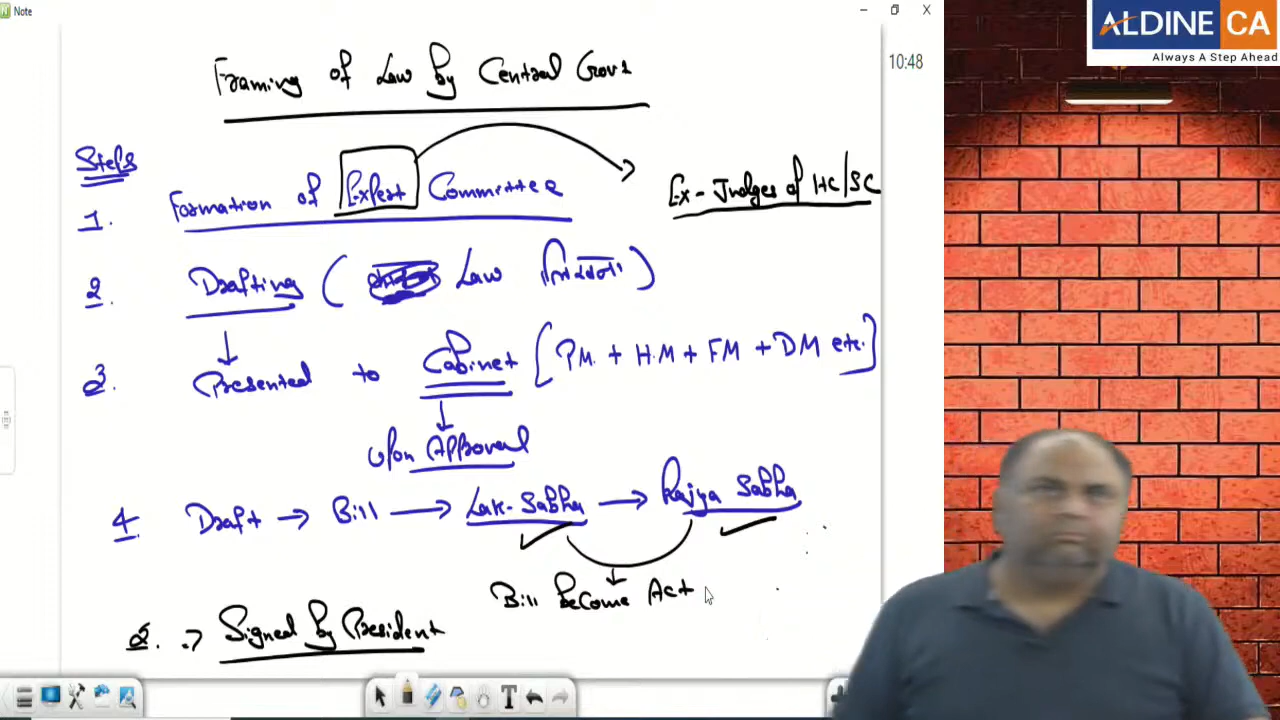 Note
ALDINE CA
Always A Step Ahead
10:48
Framing of Law by Central Govt
Steps
1. Formation of Expert Committee
Ex-Judges of HC/SC
2. Drafting ( Law )
3. Presented to Cabinet [PM. + H.M + FM + DM etc.]
Upon Approval
4. Draft → Bill → Lok-Sabha → Rajya Sabha
Bill become Act
Signed by President